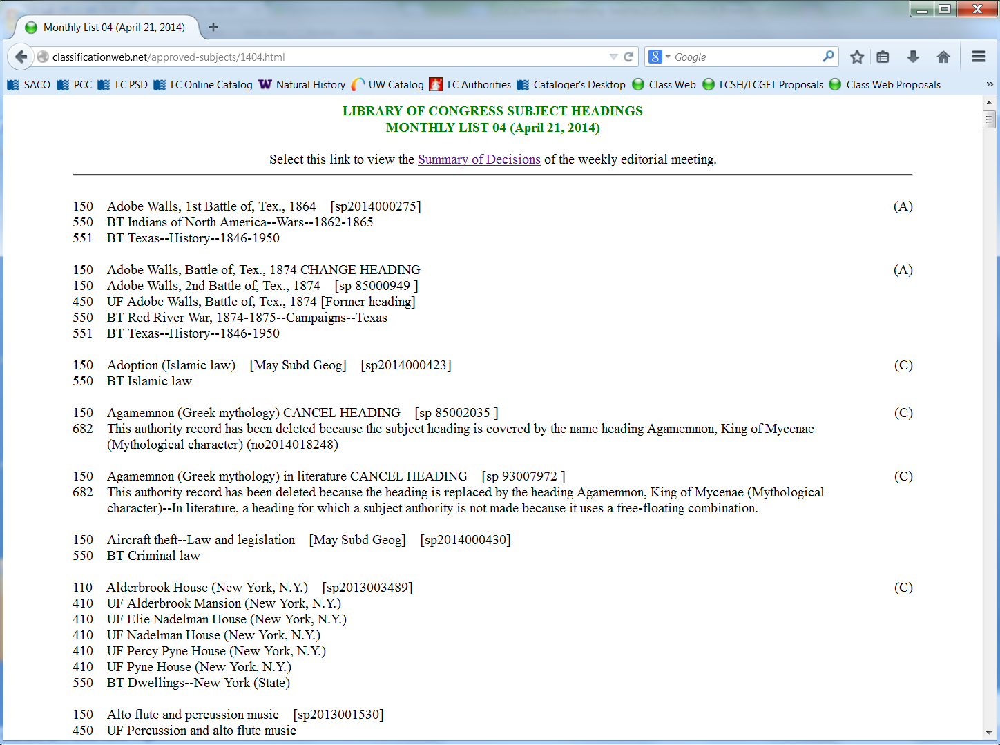 Monthly List 04 (April 21, 2014)
classificationweb.net/approved-subjects/1404.html
Google
SACO PCC LC PSD LC Online Catalog Natural History UW Catalog LC Authorities Cataloger's Desktop Class Web LCSH/LCGFT Proposals Class Web Proposals
LIBRARY OF CONGRESS SUBJECT HEADINGS
MONTHLY LIST 04 (April 21, 2014)
Select this link to view the Summary of Decisions of the weekly editorial meeting.
150 Adobe Walls, 1st Battle of, Tex., 1864 [sp2014000275] (A)
550 BT Indians of North America--Wars--1862-1865
551 BT Texas--History--1846-1950
150 Adobe Walls, Battle of, Tex., 1874 CHANGE HEADING (A)
150 Adobe Walls, 2nd Battle of, Tex., 1874 [sp 85000949 ]
450 UF Adobe Walls, Battle of, Tex., 1874 [Former heading]
550 BT Red River War, 1874-1875--Campaigns--Texas
551 BT Texas--History--1846-1950
150 Adoption (Islamic law) [May Subd Geog] [sp2014000423] (C)
550 BT Islamic law
150 Agamemnon (Greek mythology) CANCEL HEADING [sp 85002035 ] (C)
682 This authority record has been deleted because the subject heading is covered by the name heading Agamemnon, King of Mycenae
(Mythological character) (no2014018248)
150 Agamemnon (Greek mythology) in literature CANCEL HEADING [sp 93007972 ] (C)
682 This authority record has been deleted because the heading is replaced by the heading Agamemnon, King of Mycenae (Mythological
character)--In literature, a heading for which a subject authority is not made because it uses a free-floating combination.
150 Aircraft theft--Law and legislation [May Subd Geog] [sp2014000430]
550 BT Criminal law
110 Alderbrook House (New York, N.Y.) [sp2013003489] (C)
410 UF Alderbrook Mansion (New York, N.Y.)
410 UF Elie Nadelman House (New York, N.Y.)
410 UF Nadelman House (New York, N.Y.)
410 UF Percy Pyne House (New York, N.Y.)
410 UF Pyne House (New York, N.Y.)
550 BT Dwellings--New York (State)
150 Alto flute and percussion music [sp2013001530]
450 UF Percussion and alto flute music